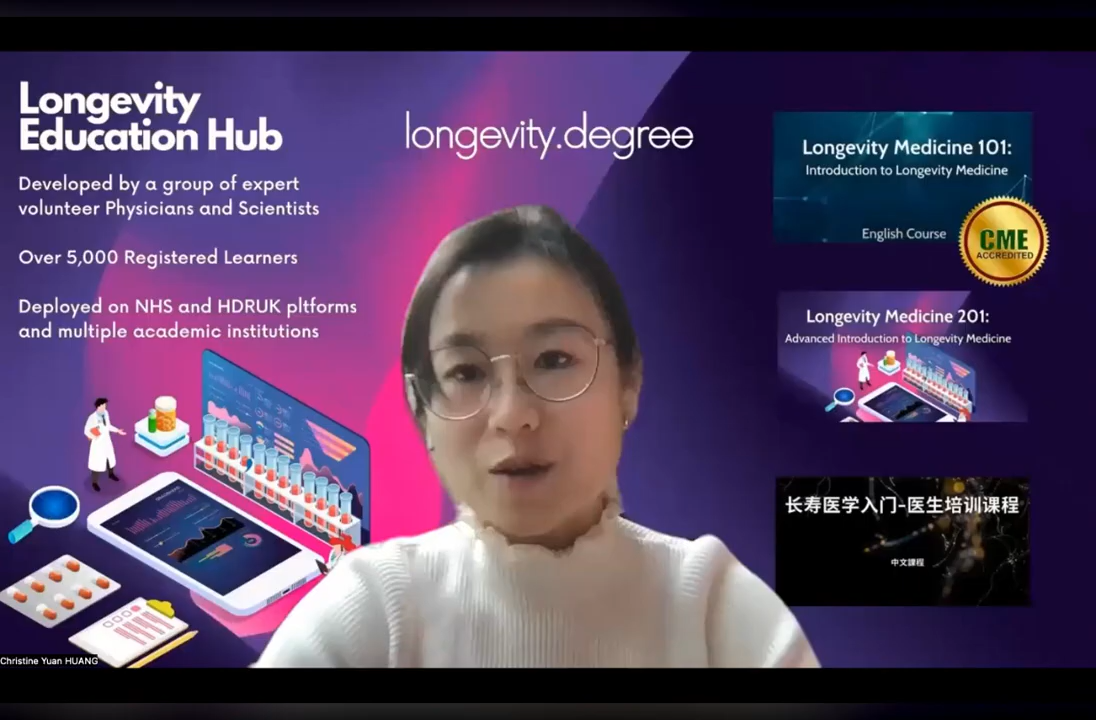 Longevity
Education Hub
Developed by a group of expert
volunteer Physicians and Scientists
Over 5,000 Registered Learners
Deployed on NHS and HDRUK pltforms
and multiple academic institutions
longevity.degree
Longevity Medicine 101:
Introduction to Longevity Medicine
English Course
CME
ACCREDITED
Longevity Medicine 201:
Advanced Introduction to Longevity Medicine
长寿医学入门-医生培训课程
中文課程
Christine Yuan HUANG